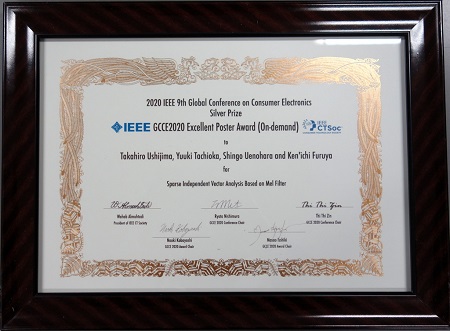 2020 IEEE 9th Global Conference on Consumer Electronics
Silver Prize
IEEE GCCE2020 Excellent Poster Award (On-demand) IEEE CTSoc
to
Takahiro Ushijima, Yuuki Tachioka, Shingo Uenohara and Ken'ichi Furuya
for
Sparse Independent Vector Analysis Based on Mel Filter
Wahab Almuhtadi Ryota Nishimura Thi Thi Zin
President of IEEE CT Society GCCE 2020 Conference Chair GCCE 2020 Conference Chair
Naoki Kobayashi
GCCE 2020 Award Chair GCCE 2020 Award Chair